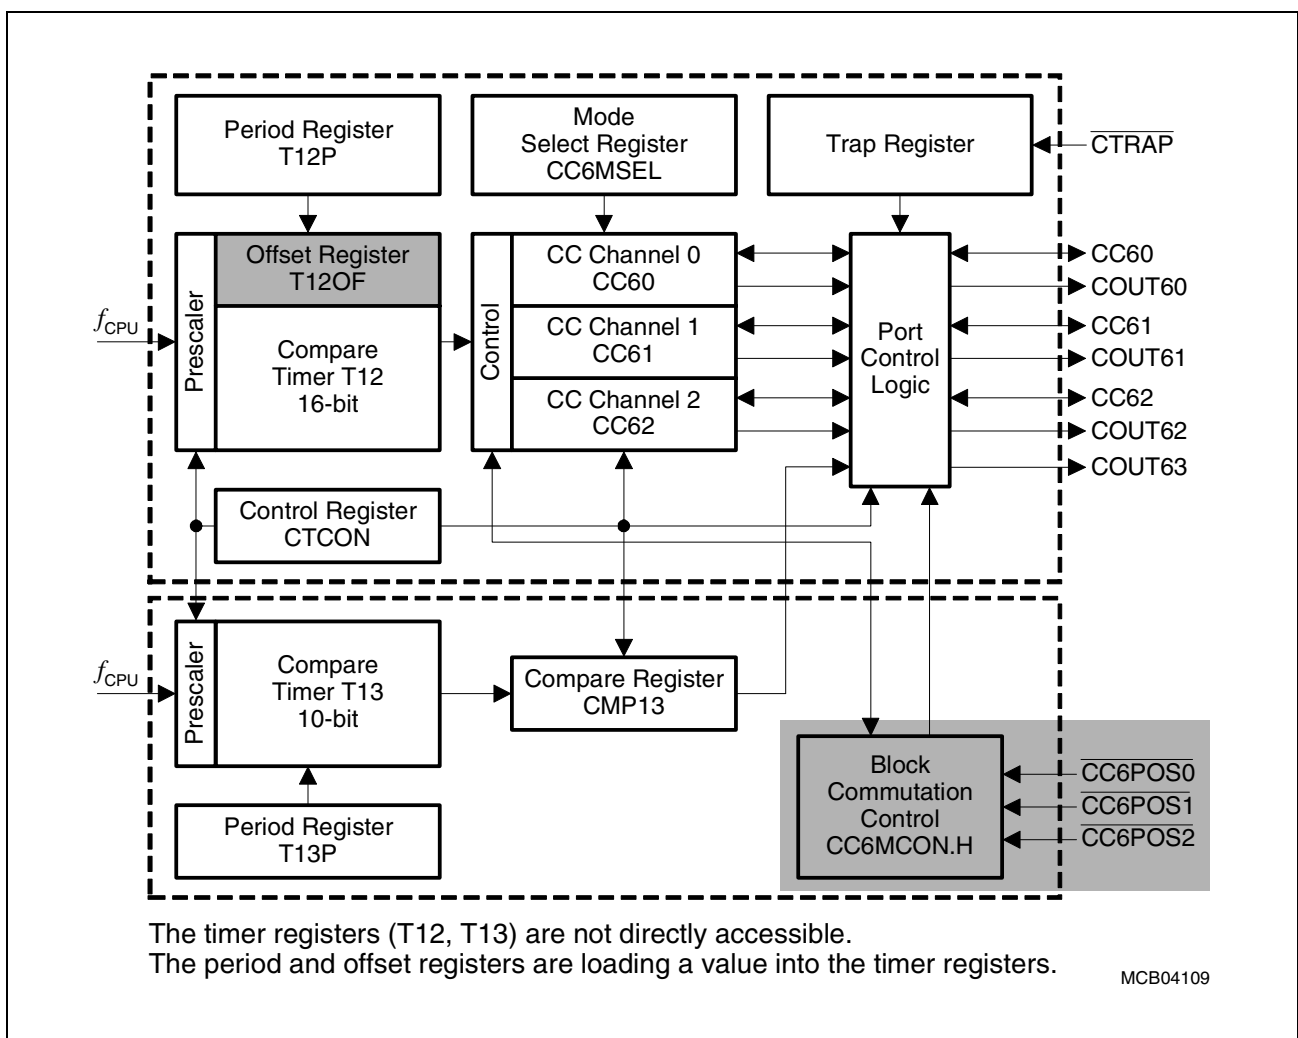 Period Register
T12P
Mode
Select Register
CC6MSEL
Trap Register
CTRAP
Prescaler
Offset Register
T12OF
Compare
Timer T12
16-bit
fCPU
Control
CC Channel 0
CC60
CC Channel 1
CC61
CC Channel 2
CC62
Port
Control
Logic
CC60
COUT60
CC61
COUT61
CC62
COUT62
COUT63
Control Register
CTCON
fCPU
Prescaler
Compare
Timer T13
10-bit
Compare Register
CMP13
Period Register
T13P
Block
Commutation
Control
CC6MCON.H
CC6POS0
CC6POS1
CC6POS2
The timer registers (T12, T13) are not directly accessible.
The period and offset registers are loading a value into the timer registers.
MCB04109